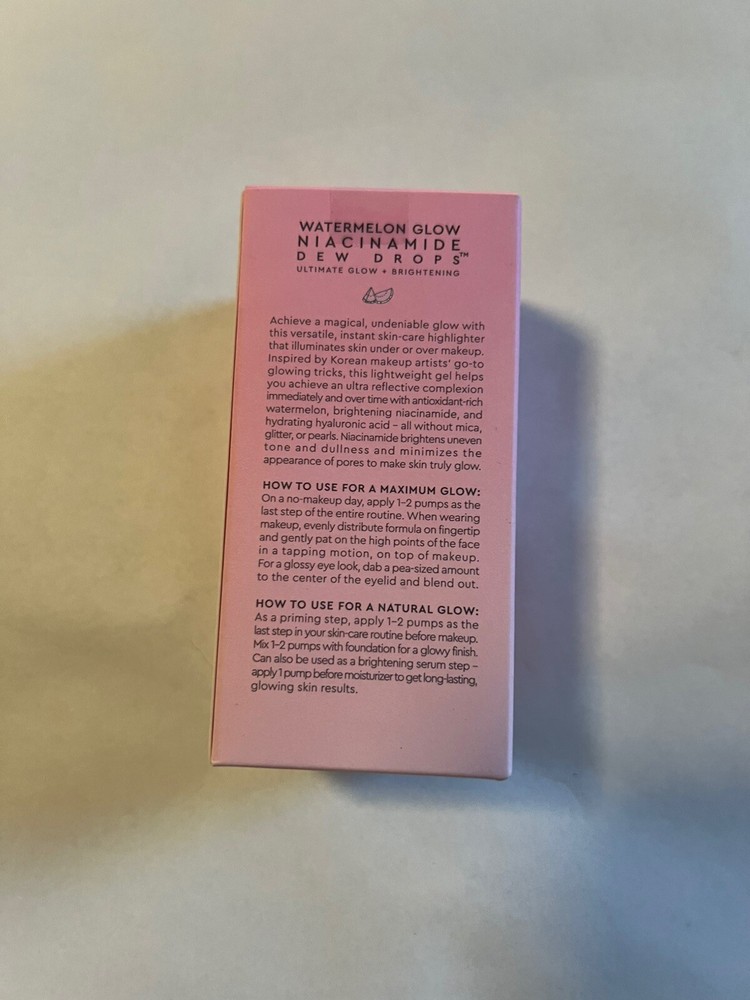 WATERMELON GLOW
NIACINAMIDE
DEW DROPS™
ULTIMATE GLOW + BRIGHTENING
Achieve a magical, undeniable glow with
this versatile, instant skin-care highlighter
that illuminates skin under or over makeup.
Inspired by Korean makeup artists' go-to
glowing tricks, this lightweight gel helps
you achieve an ultra reflective complexion
immediately and over time with antioxidant-rich
watermelon, brightening niacinamide, and
hydrating hyaluronic acid – all without mica,
glitter, or pearls. Niacinamide brightens uneven
tone and dullness and minimizes the
appearance of pores to make skin truly glow.
HOW TO USE FOR A MAXIMUM GLOW:
On a no-makeup day, apply 1–2 pumps as the
last step of the entire routine. When wearing
makeup, evenly distribute formula on fingertip
and gently pat on the high points of the face
in a tapping motion, on top of makeup.
For a glossy eye look, dab a pea-sized amount
to the center of the eyelid and blend out.
HOW TO USE FOR A NATURAL GLOW:
As a priming step, apply 1–2 pumps as the
last step in your skin-care routine before makeup.
Mix 1–2 pumps with foundation for a glowy finish.
Can also be used as a brightening serum step –
apply 1 pump before moisturizer to get long-lasting,
glowing skin results.